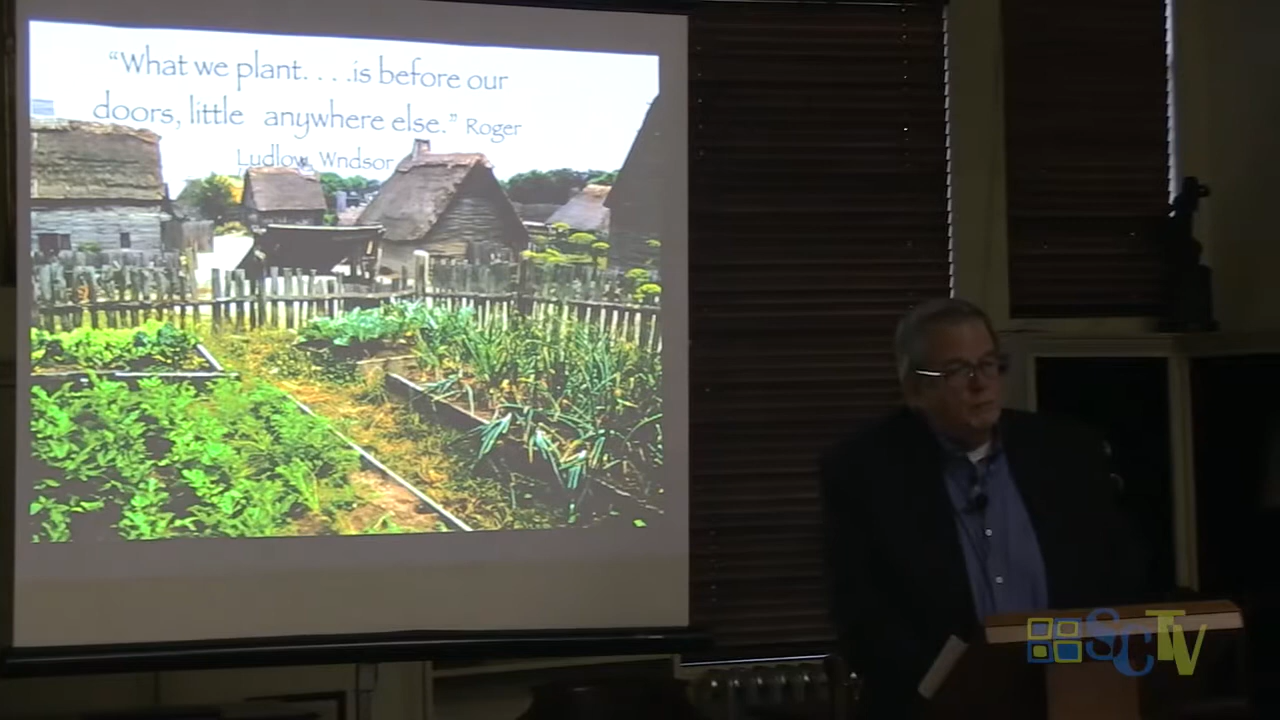 “What we plant. . . .is before our
doors, little anywhere else.” Roger
Ludlow, Wndsor
SCTV